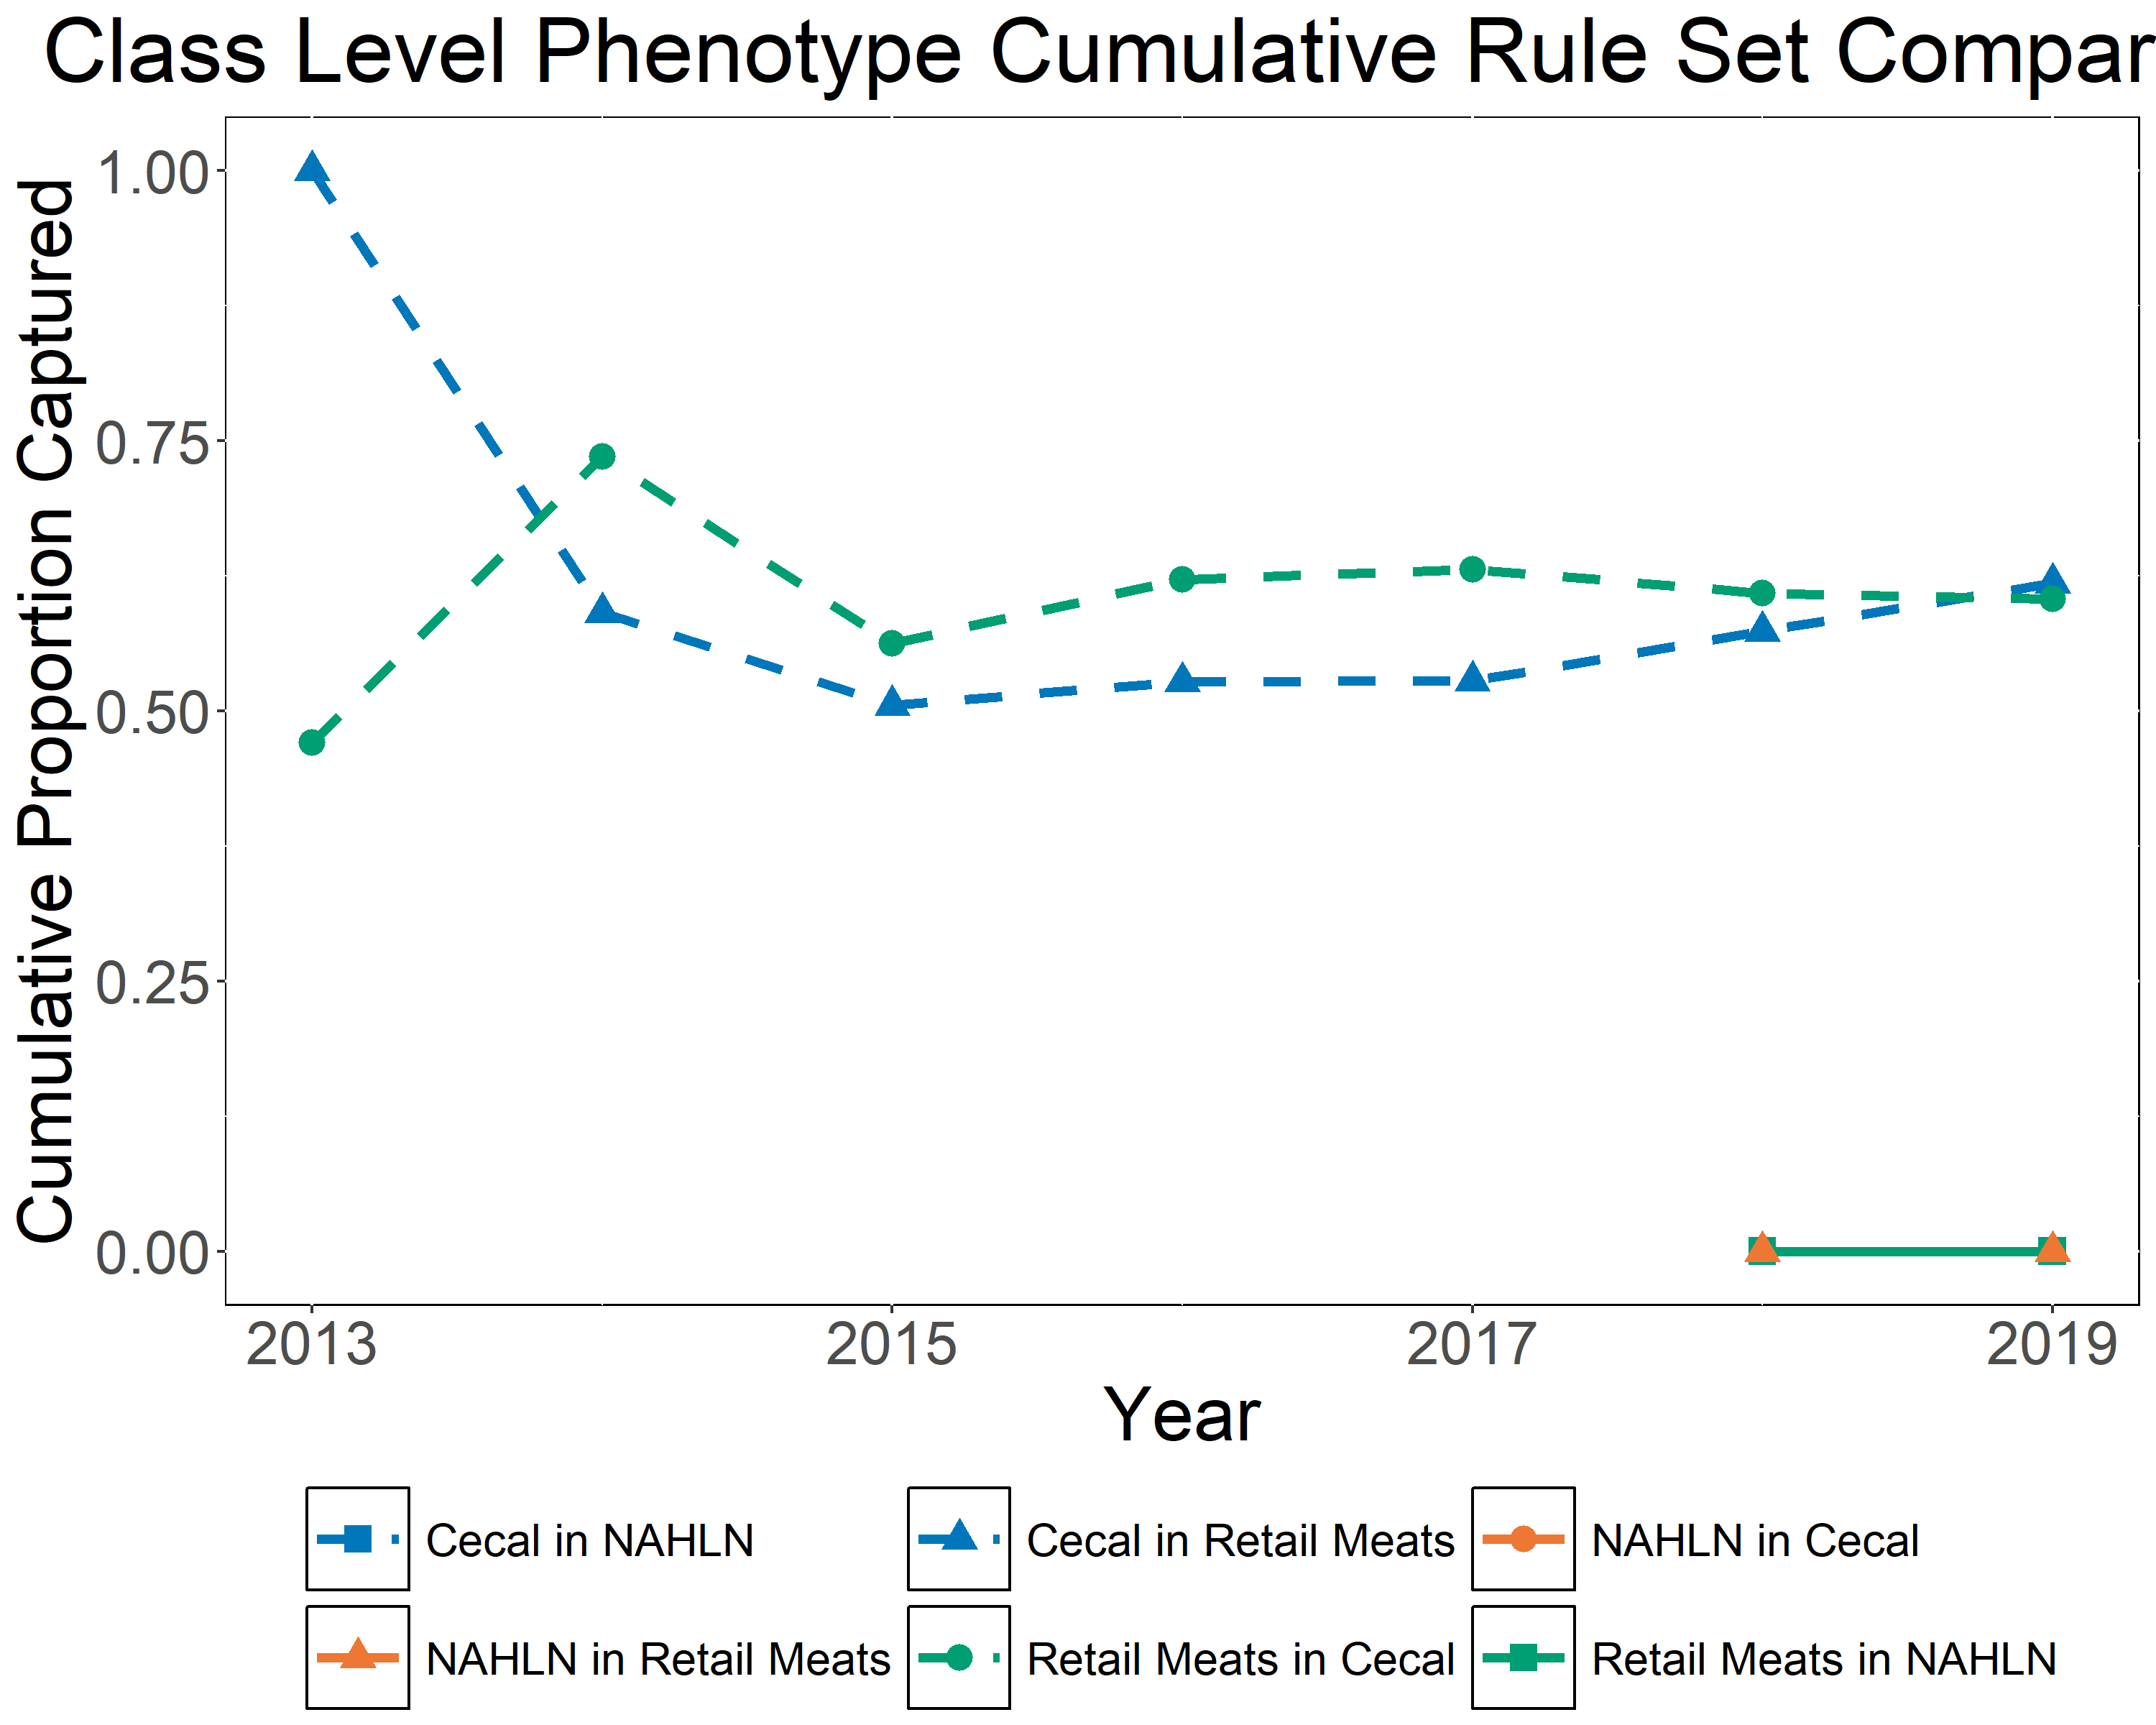 Class Level Phenotype Cumulative Rule Set Compar
Cumulative Proportion Captured
1.00
0.75
0.50
0.25
0.00
2013 2015 2017 2019
Year
Cecal in NAHLN Cecal in Retail Meats NAHLN in Cecal
NAHLN in Retail Meats Retail Meats in Cecal Retail Meats in NAHLN